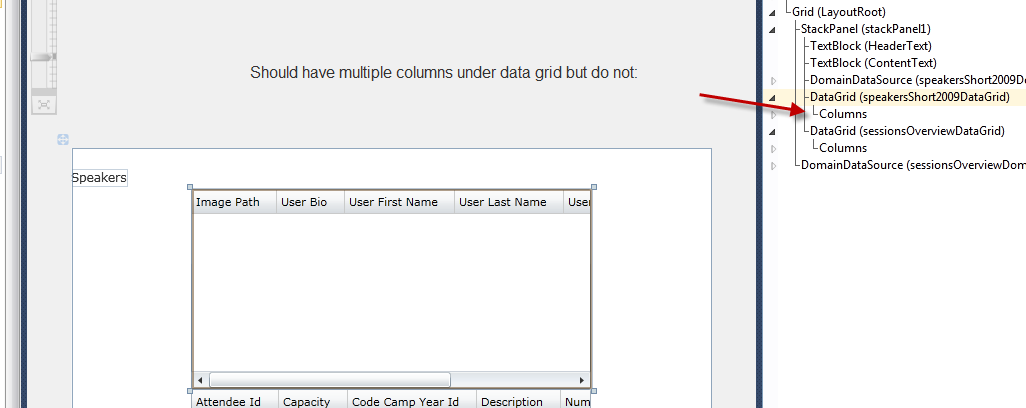 Should have multiple columns under data grid but do not:
Speakers
Image Path User Bio User First Name User Last Name User
Attendee Id Capacity Code Camp Year Id Description Num
Grid (LayoutRoot)
StackPanel (stackPanel1)
TextBlock (HeaderText)
TextBlock (ContentText)
DomainDataSource (speakersShort2009Do
DataGrid (speakersShort2009DataGrid)
Columns
DataGrid (sessionsOverviewDataGrid)
Columns
DomainDataSource (sessionsOverviewDom